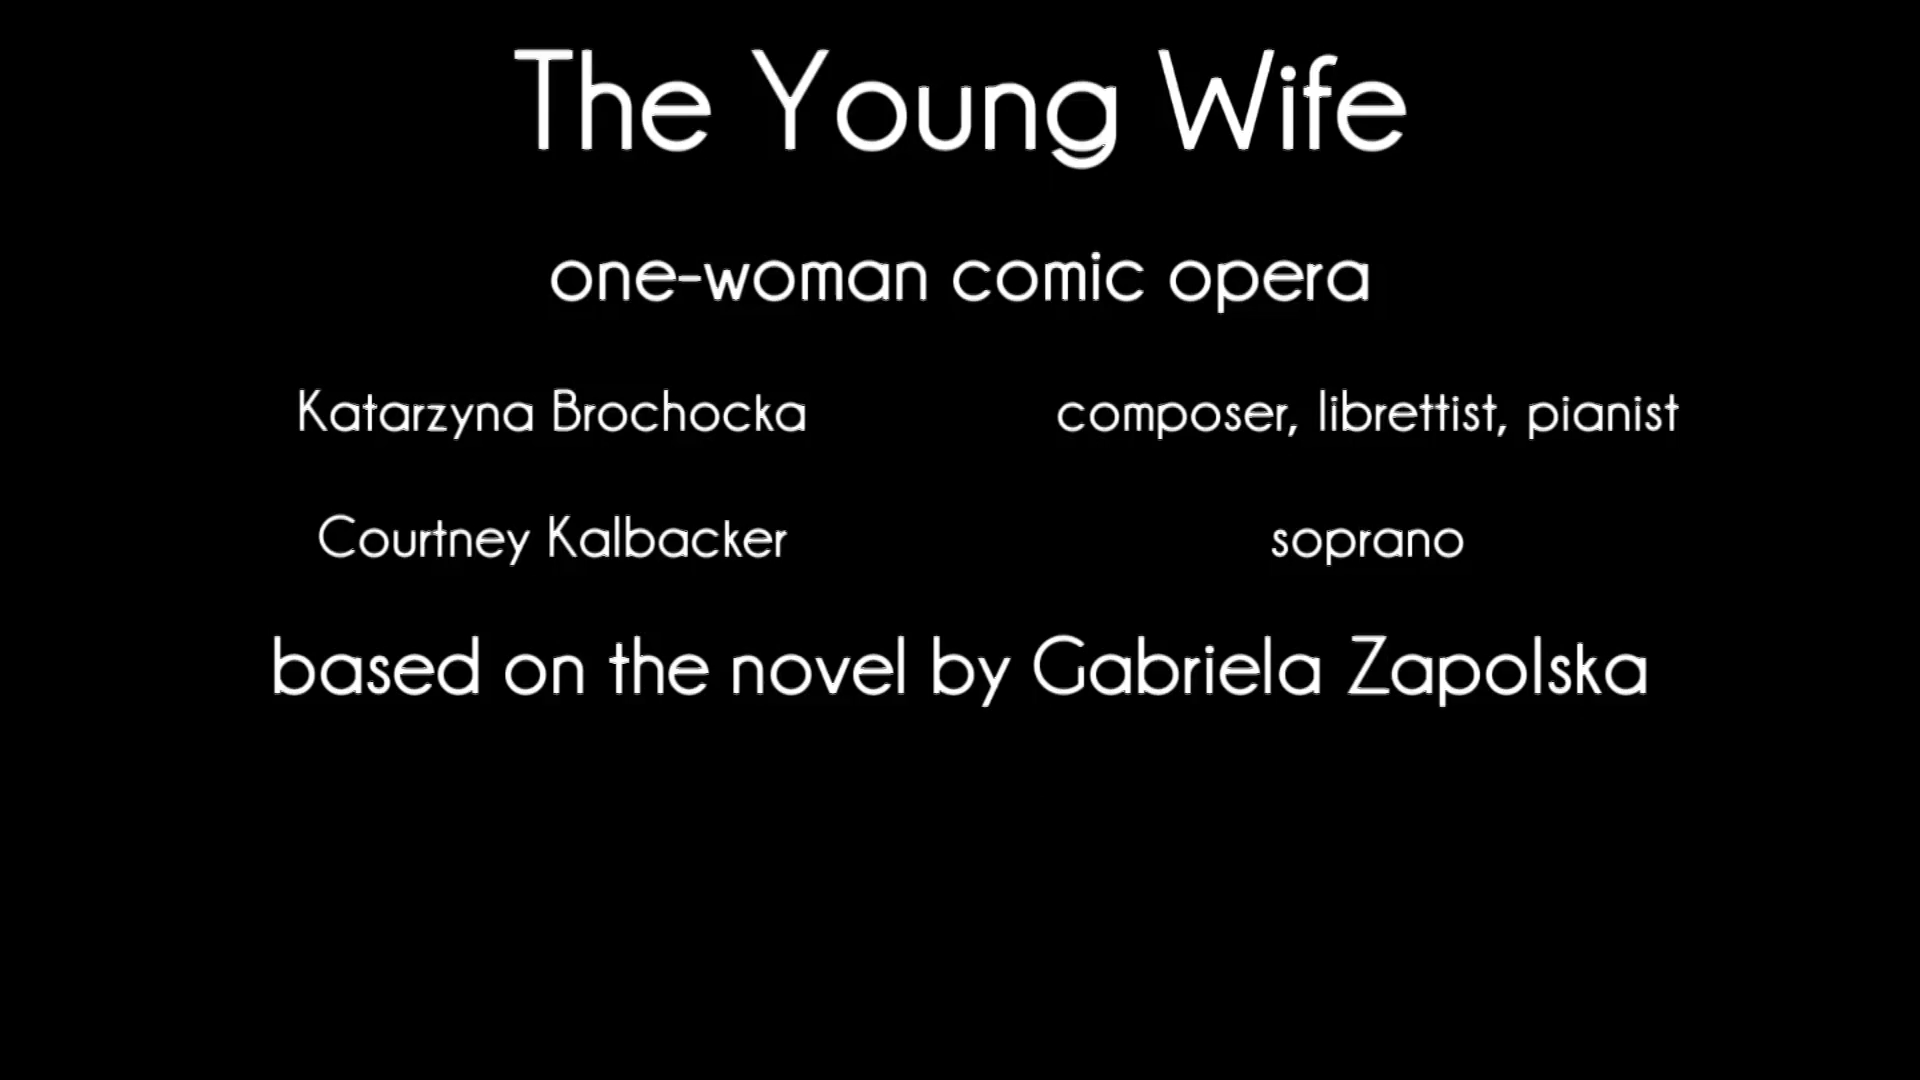 The Young Wife
one-woman comic opera
Katarzyna Brochocka composer, librettist, pianist
Courtney Kalbacker soprano
based on the novel by Gabriela Zapolska